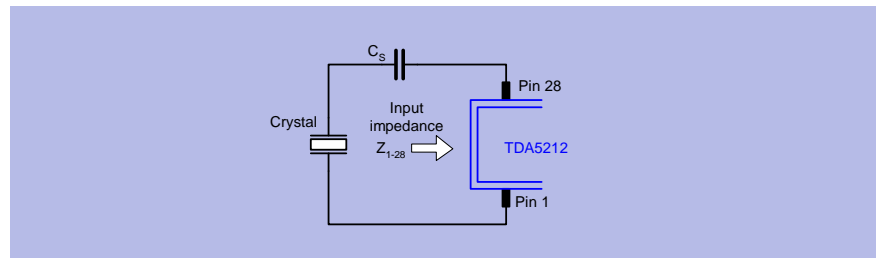 C_S
Pin 28
Input
impedance
Z_1-28
Crystal
TDA5212
Pin 1